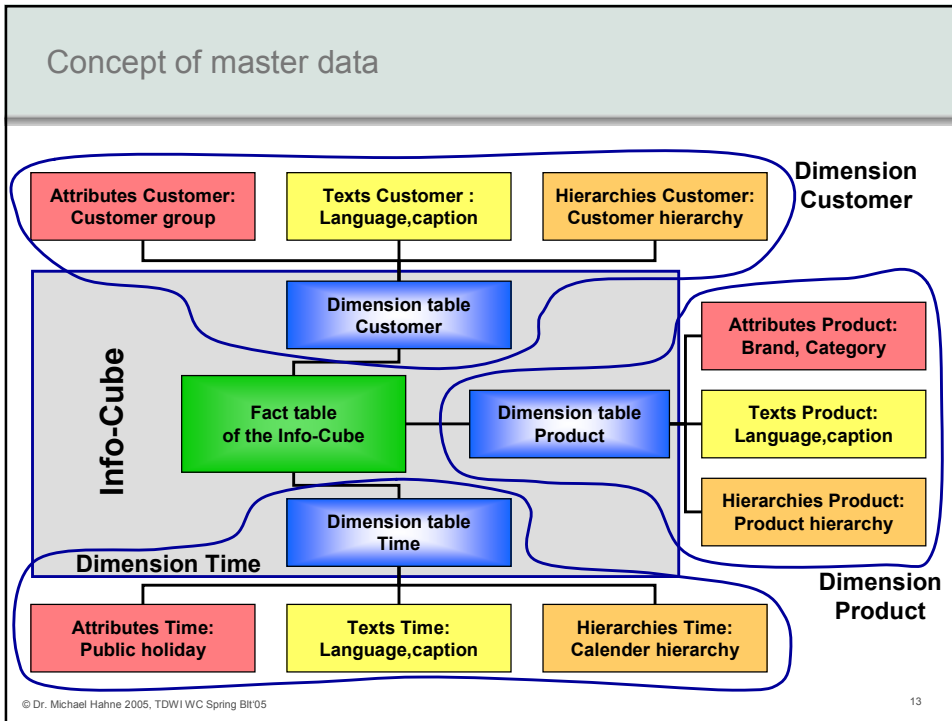 Concept of master data
Attributes Customer:
Customer group
Texts Customer :
Language,caption
Hierarchies Customer:
Customer hierarchy
Dimension
Customer
Info-Cube
Dimension table
Customer
Fact table
of the Info-Cube
Dimension table
Product
Attributes Product:
Brand, Category
Texts Product:
Language,caption
Hierarchies Product:
Product hierarchy
Dimension table
Time
Dimension Time
Dimension
Product
Attributes Time:
Public holiday
Texts Time:
Language,caption
Hierarchies Time:
Calender hierarchy
© Dr. Michael Hahne 2005, TDWI WC Spring Blt'05
13